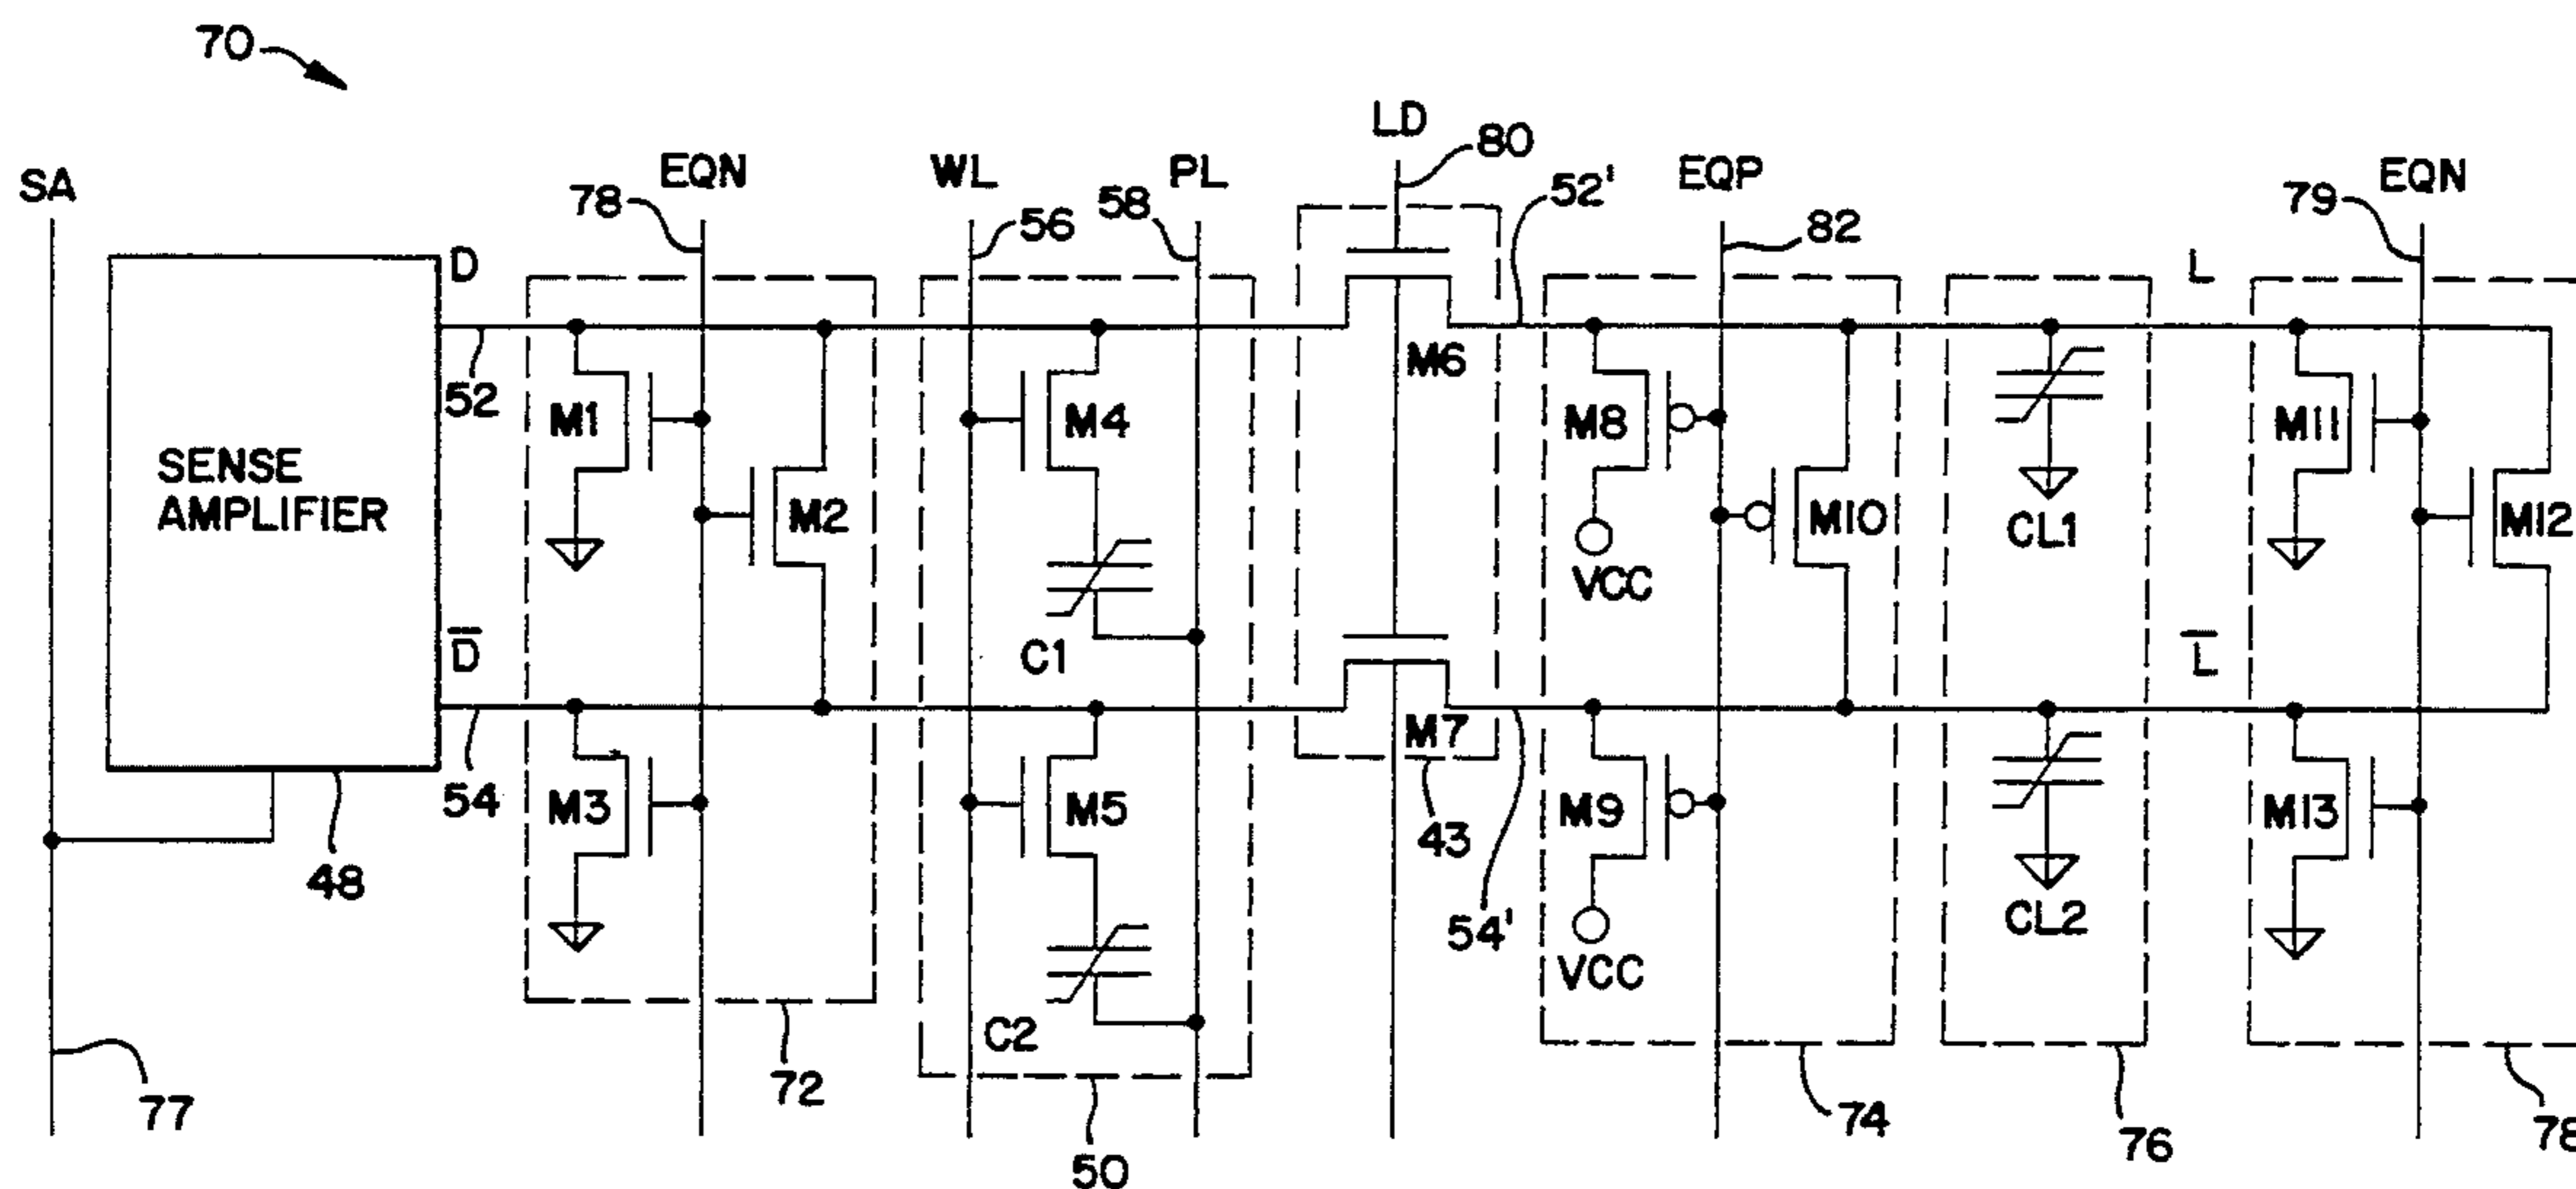 70
LD
80
SA
78
EQN
WL
56
58
PL
52'
EQP
82
79
EQN
D
L
52
M1
M4
M6
M8
M11
SENSE
AMPLIFIER
M2
M10
CL1
M12
VCC
D̅
C1
L̅
54
M3
M5
M7
43
M9
M13
48
54'
CL2
VCC
C2
72
77
50
74
76
78